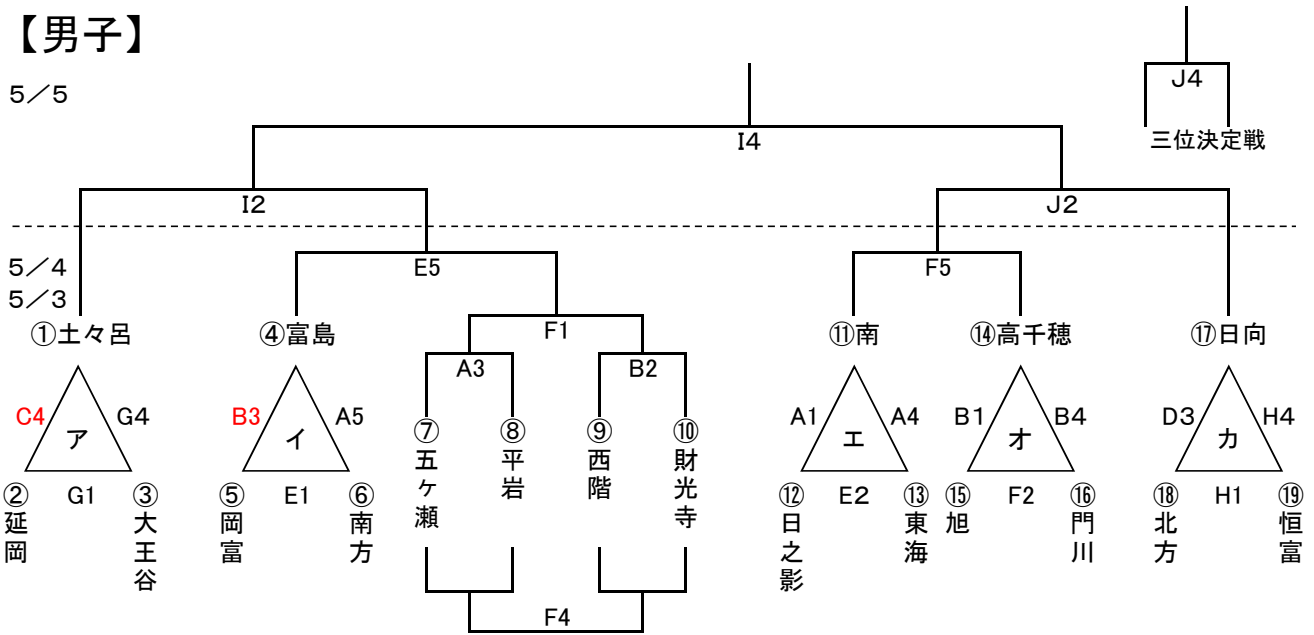 【男子】
5／5
J4
三位決定戦
I4
I2
J2
5／4
5／3
E5
F5
①土々呂
④富島
F1
⑪南
⑭高千穂
⑰日向
A3
B2
C4
G4
ア
B3
A5
イ
A1
A4
エ
B1
B4
オ
D3
H4
カ
⑦五ヶ瀬
⑧平岩
⑨西階
⑩財光寺
②延岡
G1
③大王谷
⑤岡富
E1
⑥南方
⑫日之影
E2
⑬東海
⑮旭
F2
⑯門川
⑱北方
H1
⑲恒富
F4